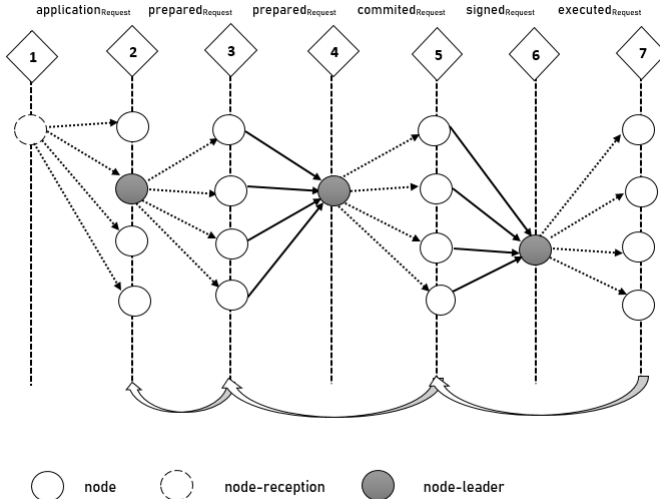 applicationRequest preparedRequest preparedRequest commitedRequest signedRequest executedRequest
1 2 3 4 5 6 7
node node-reception node-leader